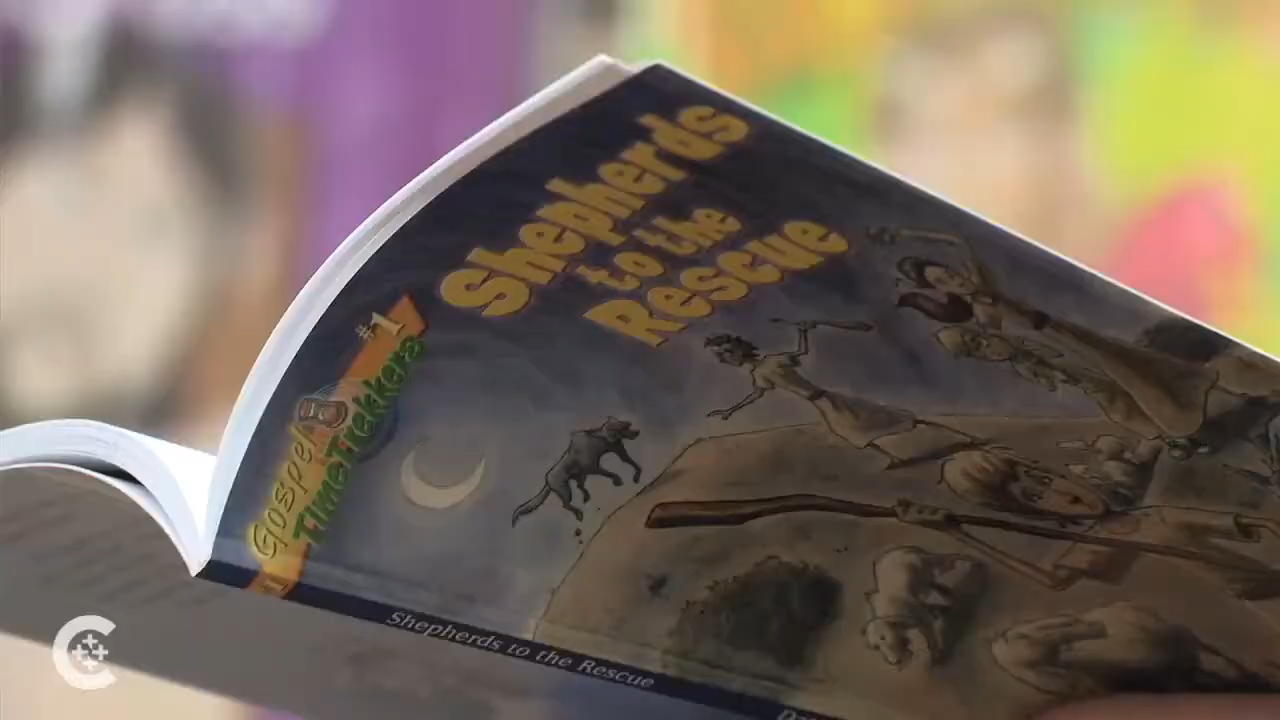 Shepherds
to the
Rescue
#1
Gospel
TimeTrekkers
Shepherds to the Rescue